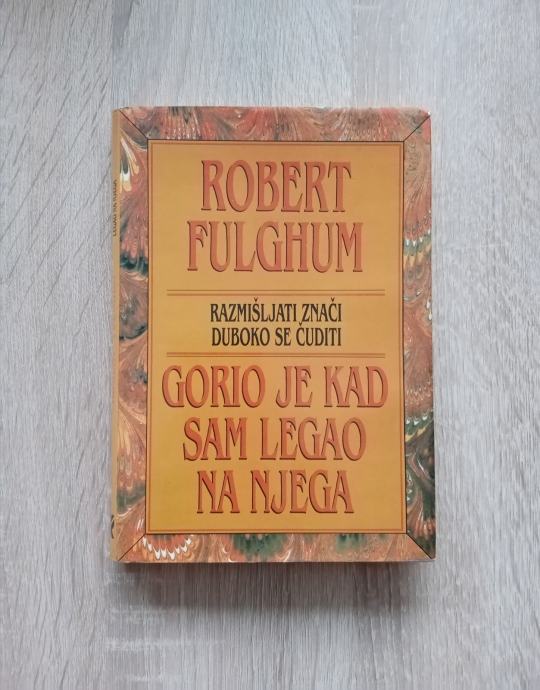 ROBERT
FULGHUM
RAZMIŠLJATI ZNAČI
DUBOKO SE ČUDITI
GORIO JE KAD
SAM LEGAO
NA NJEGA